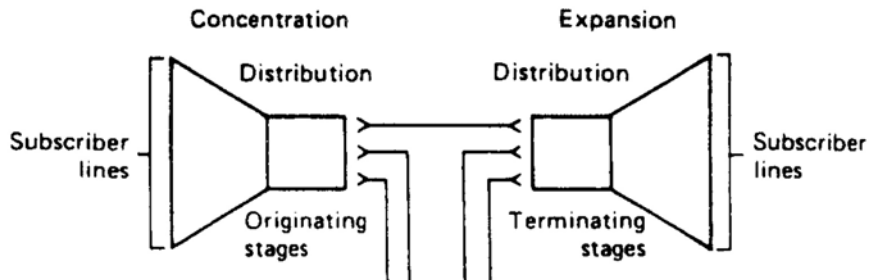 Concentration
Expansion
Distribution
Distribution
Subscriber
lines
Subscriber
lines
Originating
stages
Terminating
stages